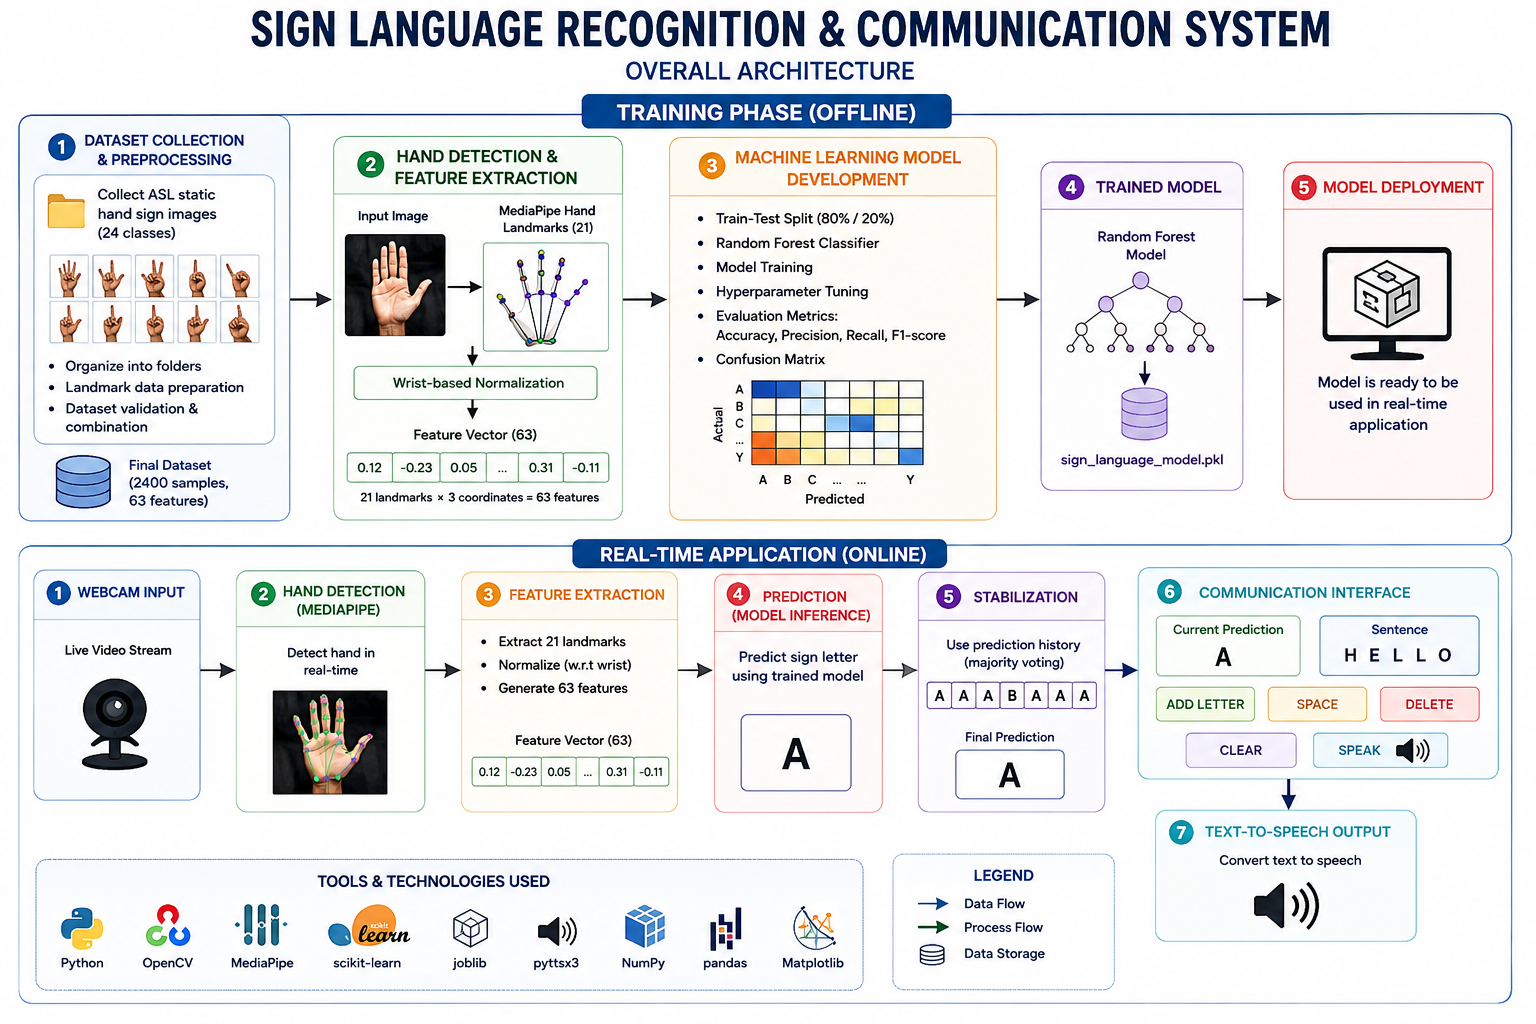 SIGN LANGUAGE RECOGNITION & COMMUNICATION SYSTEM
OVERALL ARCHITECTURE
TRAINING PHASE (OFFLINE)
1 DATASET COLLECTION
& PREPROCESSING
Collect ASL static
hand sign images
(24 classes)
• Organize into folders
• Landmark data preparation
• Dataset validation &
combination
Final Dataset
(2400 samples,
63 features)
2 HAND DETECTION &
FEATURE EXTRACTION
Input Image
MediaPipe Hand
Landmarks (21)
Wrist-based Normalization
Feature Vector (63)
0.12 -0.23 0.05 ... 0.31 -0.11
21 landmarks × 3 coordinates = 63 features
3 MACHINE LEARNING MODEL
DEVELOPMENT
• Train-Test Split (80% / 20%)
• Random Forest Classifier
• Model Training
• Hyperparameter Tuning
• Evaluation Metrics:
Accuracy, Precision, Recall, F1-score
• Confusion Matrix
Actual
A
B
C
...
Y
A B C ... ... Y
Predicted
4 TRAINED MODEL
Random Forest
Model
sign_language_model.pkl
5 MODEL DEPLOYMENT
Model is ready to be
used in real-time
application
REAL-TIME APPLICATION (ONLINE)
1 WEBCAM INPUT
Live Video Stream
2 HAND DETECTION
(MEDIAPIPE)
Detect hand in
real-time
3 FEATURE EXTRACTION
• Extract 21 landmarks
• Normalize (w.r.t wrist)
• Generate 63 features
Feature Vector (63)
0.12 -0.23 0.05 ... 0.31 -0.11
4 PREDICTION
(MODEL INFERENCE)
Predict sign letter
using trained model
A
5 STABILIZATION
Use prediction history
(majority voting)
A A A B A A A
Final Prediction
A
6 COMMUNICATION INTERFACE
Current Prediction
A
Sentence
H E L L O
ADD LETTER
SPACE
DELETE
CLEAR
SPEAK
7 TEXT-TO-SPEECH OUTPUT
Convert text to speech
TOOLS & TECHNOLOGIES USED
Python
OpenCV
MediaPipe
scikit
learn
scikit-learn
joblib
pyttsx3
NumPy
pandas
Matplotlib
LEGEND
Data Flow
Process Flow
Data Storage